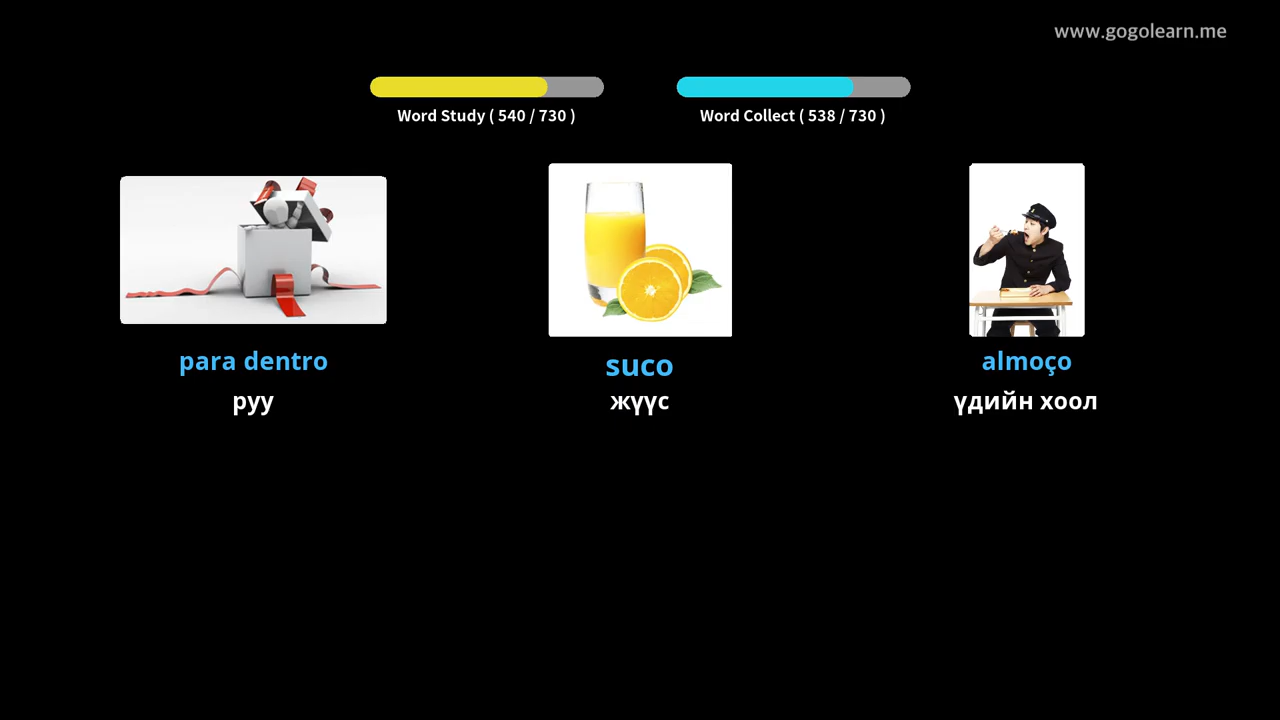 www.gogolearn.me
Word Study ( 540 / 730 )
Word Collect ( 538 / 730 )
para dentro
руу
suco
жүүс
almoço
үдийн хоол